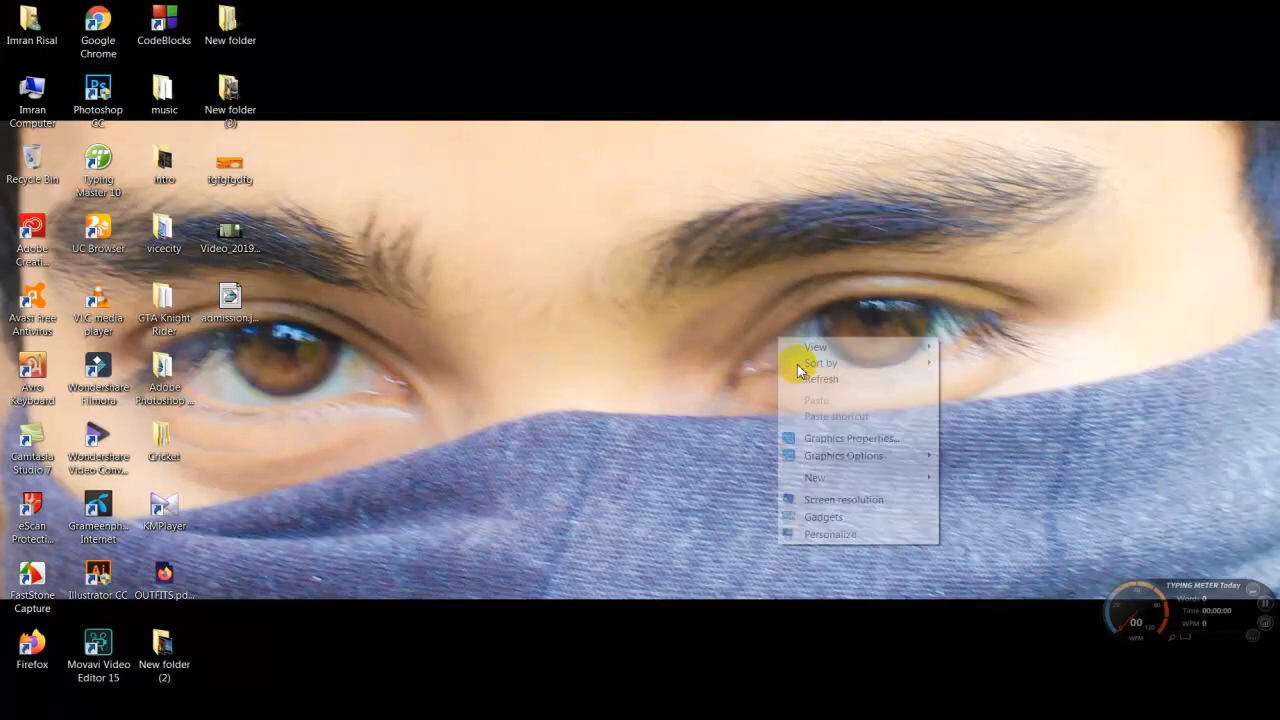 Imran Risal
Google
Chrome
CodeBlocks
New folder
Imran
Computer
Photoshop
CC
music
New folder
(3)
Recycle Bin
Typing
Master 10
intro
fgfgfgdfg
Adobe
Creati...
UC Browser
vicecity
Video_2019...
Avast Free
Antivirus
VLC media
player
GTA Knight
Rider
admission.j...
Avro
Keyboard
Wondershare
Filmora
Adobe
Photoshop ...
Camtasia
Studio 7
Wondershare
Video Conv...
Cricket
eScan
Protecti...
Grameenph...
Internet
KMPlayer
FastStone
Capture
Illustrator CC
OUTFITS.pd...
Firefox
Movavi Video
Editor 15
New folder
(2)
View
Sort by
Refresh
Paste
Paste shortcut
Graphics Properties...
Graphics Options
New
Screen resolution
Gadgets
Personalize
TYPING METER Today
Words 0
Time 00:00:00
WPM 0
20
60
80
120
00
WPM